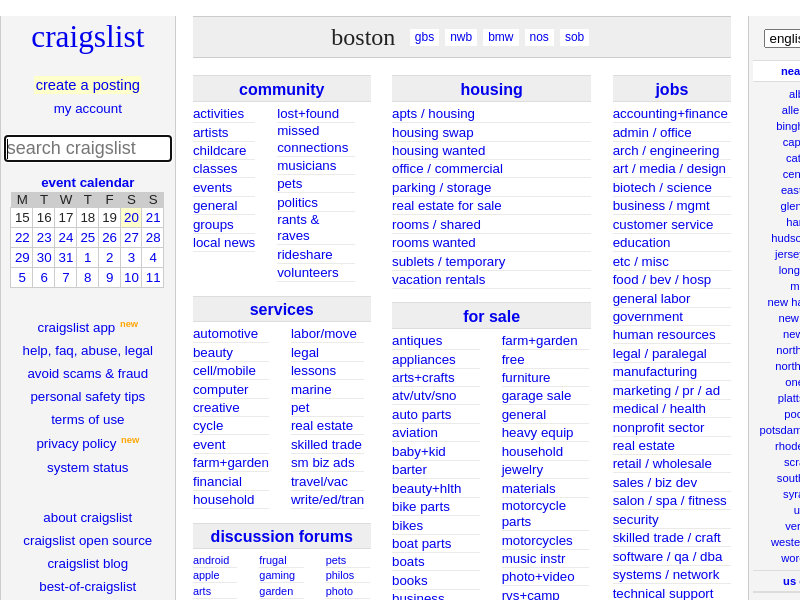 craigslist
create a posting
my account
search craigslist
event calendar
M T W T F S S
15 16 17 18 19 20 21
22 23 24 25 26 27 28
29 30 31 1 2 3 4
5 6 7 8 9 10 11
craigslist app new
help, faq, abuse, legal
avoid scams & fraud
personal safety tips
terms of use
privacy policy new
system status
about craigslist
craigslist open source
craigslist blog
best-of-craigslist
boston gbs nwb bmw nos sob
community
activities
artists
childcare
classes
events
general
groups
local news
lost+found
missed
connections
musicians
pets
politics
rants &
raves
rideshare
volunteers
services
automotive
beauty
cell/mobile
computer
creative
cycle
event
farm+garden
financial
household
labor/move
legal
lessons
marine
pet
real estate
skilled trade
sm biz ads
travel/vac
write/ed/tran
discussion forums
android
apple
arts
frugal
gaming
garden
pets
philos
photo
housing
apts / housing
housing swap
housing wanted
office / commercial
parking / storage
real estate for sale
rooms / shared
rooms wanted
sublets / temporary
vacation rentals
for sale
antiques
appliances
arts+crafts
atv/utv/sno
auto parts
aviation
baby+kid
barter
beauty+hlth
bike parts
bikes
boat parts
boats
books
business
farm+garden
free
furniture
garage sale
general
heavy equip
household
jewelry
materials
motorcycle
parts
motorcycles
music instr
photo+video
rvs+camp
jobs
accounting+finance
admin / office
arch / engineering
art / media / design
biotech / science
business / mgmt
customer service
education
etc / misc
food / bev / hosp
general labor
government
human resources
legal / paralegal
manufacturing
marketing / pr / ad
medical / health
nonprofit sector
real estate
retail / wholesale
sales / biz dev
salon / spa / fitness
security
skilled trade / craft
software / qa / dba
systems / network
technical support
englis
nea
al
alle
bingh
cap
cat
cen
east
gler
har
hudso
jerse
long
m
new ha
new
new
north
north
one
platts
poc
potsdam
rhode
scr
south
syra
u
ver
weste
wor
us